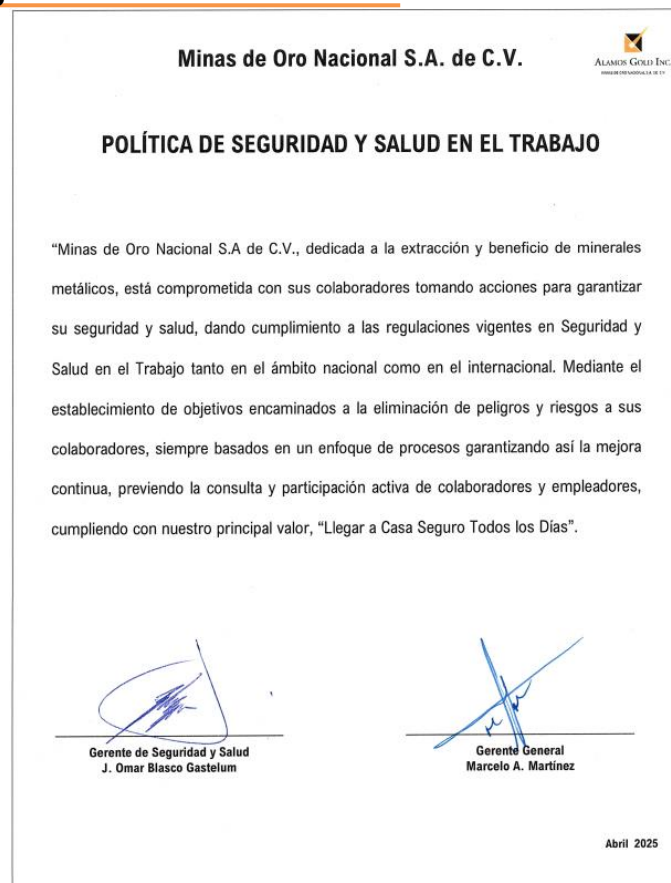 Minas de Oro Nacional S.A. de C.V.
ALAMOS GOLD INC.
POLÍTICA DE SEGURIDAD Y SALUD EN EL TRABAJO
“Minas de Oro Nacional S.A de C.V., dedicada a la extracción y beneficio de minerales
metálicos, está comprometida con sus colaboradores tomando acciones para garantizar
su seguridad y salud, dando cumplimiento a las regulaciones vigentes en Seguridad y
Salud en el Trabajo tanto en el ámbito nacional como en el internacional. Mediante el
establecimiento de objetivos encaminados a la eliminación de peligros y riesgos a sus
colaboradores, siempre basados en un enfoque de procesos garantizando así la mejora
continua, previendo la consulta y participación activa de colaboradores y empleadores,
cumpliendo con nuestro principal valor, “Llegar a Casa Seguro Todos los Días”.
Gerente de Seguridad y Salud
J. Omar Blasco Gastelum
Gerente General
Marcelo A. Martínez
Abril 2025